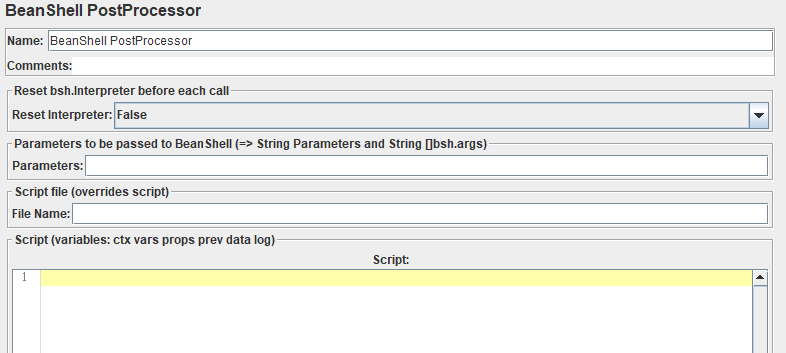 BeanShell PostProcessor
Name: BeanShell PostProcessor
Comments:
Reset bsh.Interpreter before each call
Reset Interpreter: False
Parameters to be passed to BeanShell (=> String Parameters and String []bsh.args)
Parameters:
Script file (overrides script)
File Name:
Script (variables: ctx vars props prev data log)
Script:
1